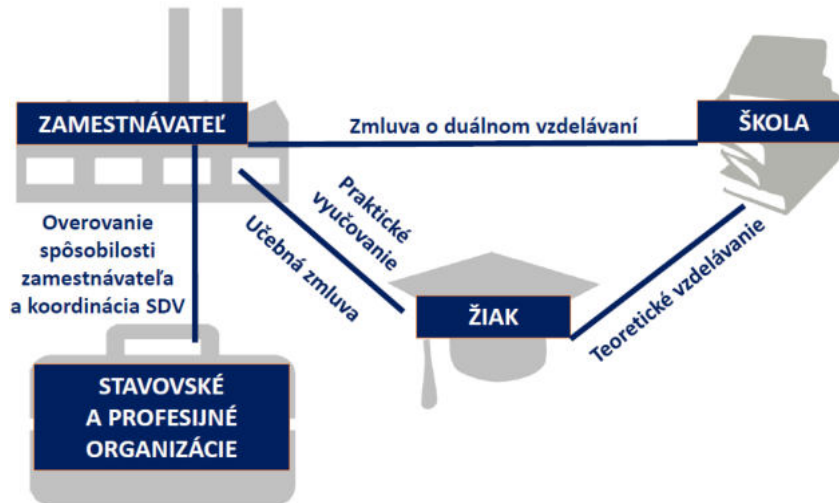 ZAMESTNÁVATEĽ
Zmluva o duálnom vzdelávaní
ŠKOLA
Overovanie
spôsobilosti
zamestnávateľa
a koordinácia SDV
Praktické
vyučovanie
Učebná zmluva
ŽIAK
Teoretické vzdelávanie
STAVOVSKÉ
A PROFESIJNÉ
ORGANIZÁCIE